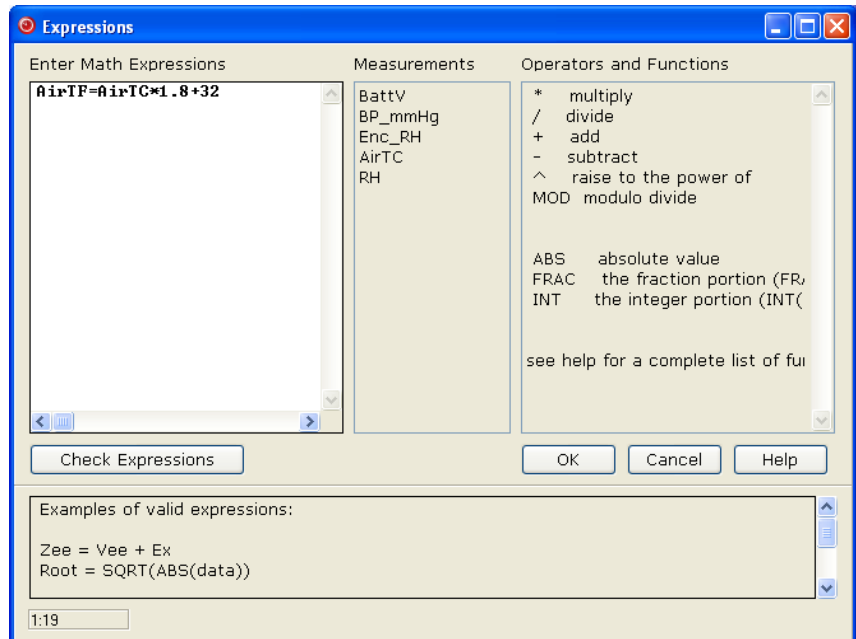 Expressions
Enter Math Expressions
AirTF=AirTC*1.8+32
Measurements
BattV
BP_mmHg
Enc_RH
AirTC
RH
Operators and Functions
* multiply
/ divide
+ add
- subtract
^ raise to the power of
MOD modulo divide
ABS absolute value
FRAC the fraction portion (FR
INT the integer portion (INT(
see help for a complete list of fu
Check Expressions
OK
Cancel
Help
Examples of valid expressions:
Zee = Vee + Ex
Root = SQRT(ABS(data))
1:19